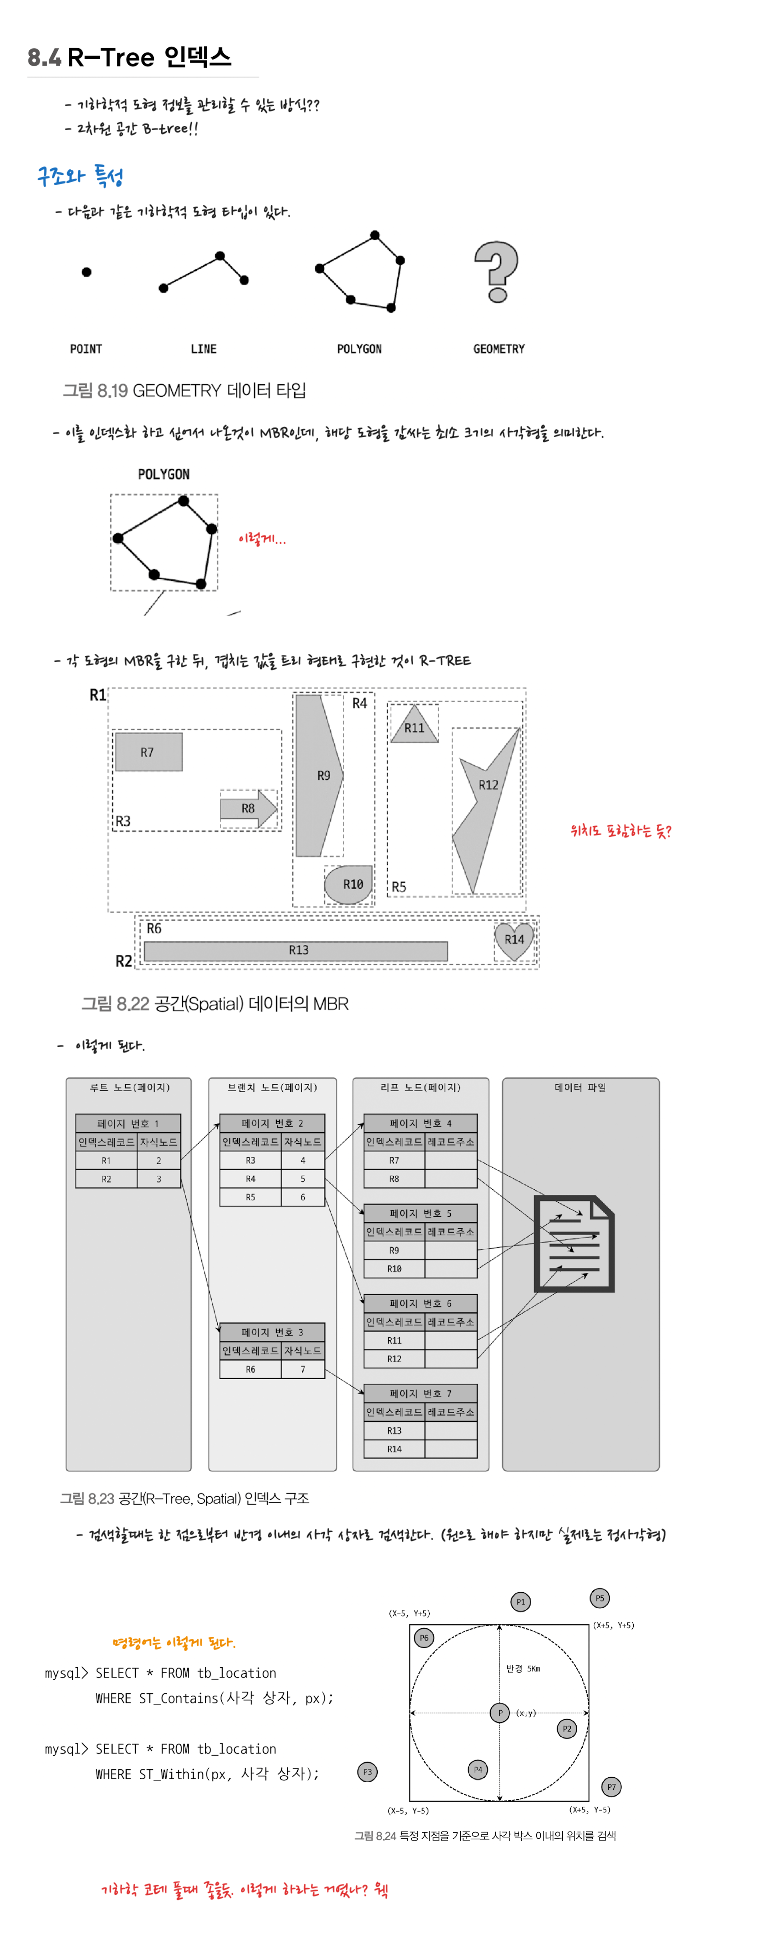 8.4 R-Tree 인덱스
- 기하학적 도형 정보를 관리할 수 있는 방식??
- 2차원 공간 B-tree!!
구조와 특성
- 다음과 같은 기하학적 도형 타입이 있다.
POINT LINE POLYGON GEOMETRY
그림 8.19 GEOMETRY 데이터 타입
- 이를 인덱스화 하고 싶어서 나온것이 MBR인데, 해당 도형을 감싸는 최소 크기의 사각형을 의미한다.
POLYGON
이렇게...
- 각 도형의 MBR을 구한 뒤, 겹치는 값을 트리 형태로 구현한 것이 R-TREE
R1 R4
R11
R7
R9 R12
R8
R3
위치도 포함하는 듯?
R10 R5
R6
R14
R13
R2
그림 8.22 공간(Spatial) 데이터의 MBR
- 이렇게 된다.
루트 노드(페이지) 브랜치 노드(페이지) 리프 노드(페이지) 데이터 파일
페이지 번호 1 페이지 번호 2 페이지 번호 4
인덱스레코드 자식노드 인덱스레코드 자식노드 인덱스레코드 레코드주소
R1 2 R3 4 R7
R2 3 R4 5 R8
R5 6
페이지 번호 5
인덱스레코드 레코드주소
R9
R10
페이지 번호 6
인덱스레코드 레코드주소
R11
R12
페이지 번호 3
인덱스레코드 자식노드
R6 7
페이지 번호 7
인덱스레코드 레코드주소
R13
R14
그림 8.23 공간(R-Tree, Spatial) 인덱스 구조
- 검색할때는 한 점으로부터 반경 이내의 사각 상자로 검색한다. (원으로 해야 하지만 실제로는 정사각형)
P1 P5
(X-5, Y+5) (X+5, Y+5)
P6
명령어는 이렇게 된다.
mysql> SELECT * FROM tb_location
WHERE ST_Contains(사각 상자, px);
mysql> SELECT * FROM tb_location
WHERE ST_Within(px, 사각 상자);
반경 5Km
P (x,y)
P2
P3 P4
P7
(X-5, Y-5) (X+5, Y-5)
그림 8.24 특정 지점을 기준으로 사각 박스 이내의 위치를 검색
기하학 코테 풀때 좋을듯. 이렇게 하라는 거였나? 웩